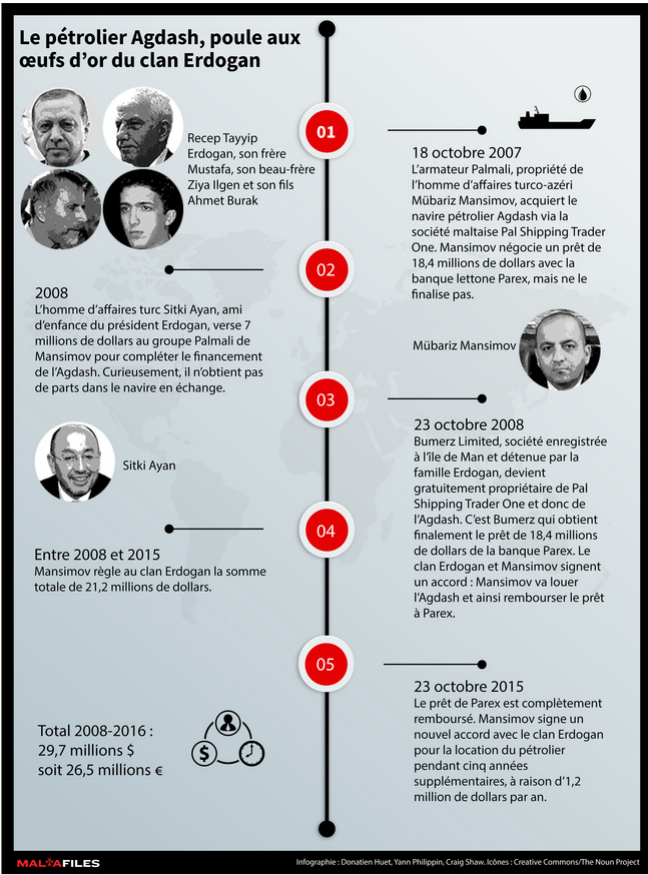 Le pétrolier Agdash, poule aux
œufs d’or du clan Erdogan
Recep Tayyip
Erdogan, son frère
Mustafa, son beau-frère
Ziya Ilgen et son fils
Ahmet Burak
01
18 octobre 2007
L’armateur Palmali, propriété de
l’homme d’affaires turco-azéri
Mübariz Mansimov, acquiert le
navire pétrolier Agdash via la
société maltaise Pal Shipping Trader
One. Mansimov négocie un prêt de
18,4 millions de dollars avec la
banque lettone Parex, mais ne le
finalise pas.
02
2008
L’homme d’affaires turc Sitki Ayan, ami
d’enfance du président Erdogan, verse 7
millions de dollars au groupe Palmali de
Mansimov pour compléter le financement
de l’Agdash. Curieusement, il n’obtient pas
de parts dans le navire en échange.
Mübariz Mansimov
03
23 octobre 2008
Bumerz Limited, société enregistrée
à l’île de Man et détenue par la
famille Erdogan, devient
gratuitement propriétaire de Pal
Shipping Trader One et donc de
l’Agdash. C’est Bumerz qui obtient
finalement le prêt de 18,4 millions
de dollars de la banque Parex. Le
clan Erdogan et Mansimov signent
un accord : Mansimov va louer
l’Agdash et ainsi rembourser le prêt
à Parex.
Sitki Ayan
04
Entre 2008 et 2015
Mansimov règle au clan Erdogan la somme
totale de 21,2 millions de dollars.
05
23 octobre 2015
Le prêt de Parex est complètement
remboursé. Mansimov signe un
nouvel accord avec le clan Erdogan
pour la location du pétrolier
pendant cinq années
supplémentaires, à raison d’1,2
million de dollars par an.
Total 2008-2016 :
29,7 millions $
soit 26,5 millions €
$
MALTAFILES
Infographie : Donatien Huet, Yann Philippin, Craig Shaw. Icônes : Creative Commons/The Noun Project